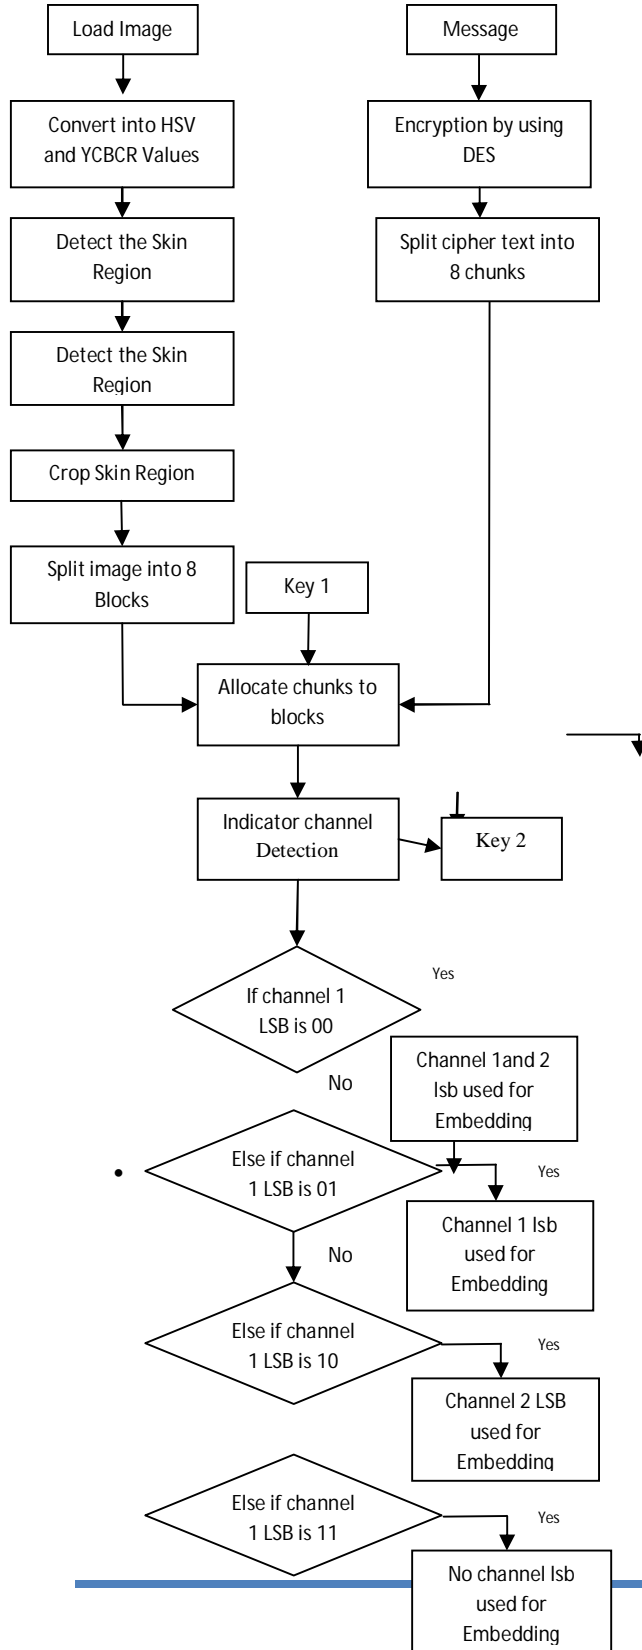 Load Image
Message
Convert into HSV
and YCBCR Values
Encryption by using
DES
Detect the Skin
Region
Split cipher text into
8 chunks
Detect the Skin
Region
Crop Skin Region
Split image into 8
Blocks
Key 1
Allocate chunks to
blocks
Indicator channel
Detection
Key 2
Yes
If channel 1
LSB is 00
No
Channel 1and 2
lsb used for
Embedding
Else if channel
1 LSB is 01
Yes
Channel 1 lsb
used for
Embedding
No
Else if channel
1 LSB is 10
Yes
Channel 2 LSB
used for
Embedding
Else if channel
1 LSB is 11
Yes
No channel lsb
used for
Embedding